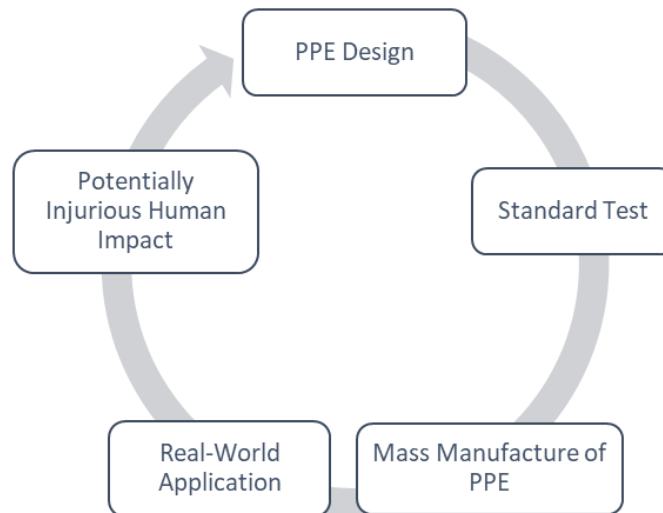 PPE Design
Standard Test
Mass Manufacture of
PPE
Real-World
Application
Potentially
Injurious Human
Impact